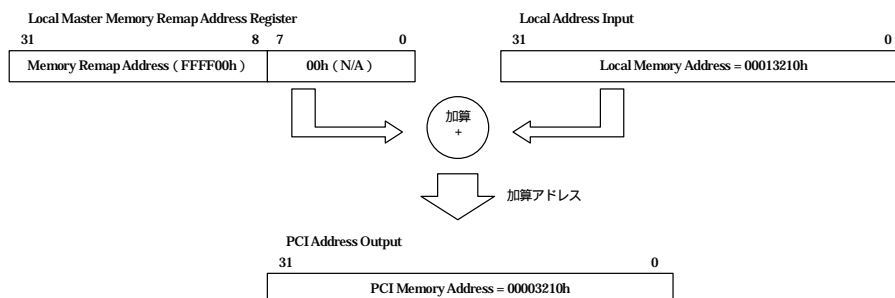 Local Master Memory Remap Address Register
31 8 7 0
Memory Remap Address ( FFFF00h ) 00h ( N/A )
Local Address Input
31 0
Local Memory Address = 00013210h
加算
+
加算アドレス
PCI Address Output
31 0
PCI Memory Address = 00003210h